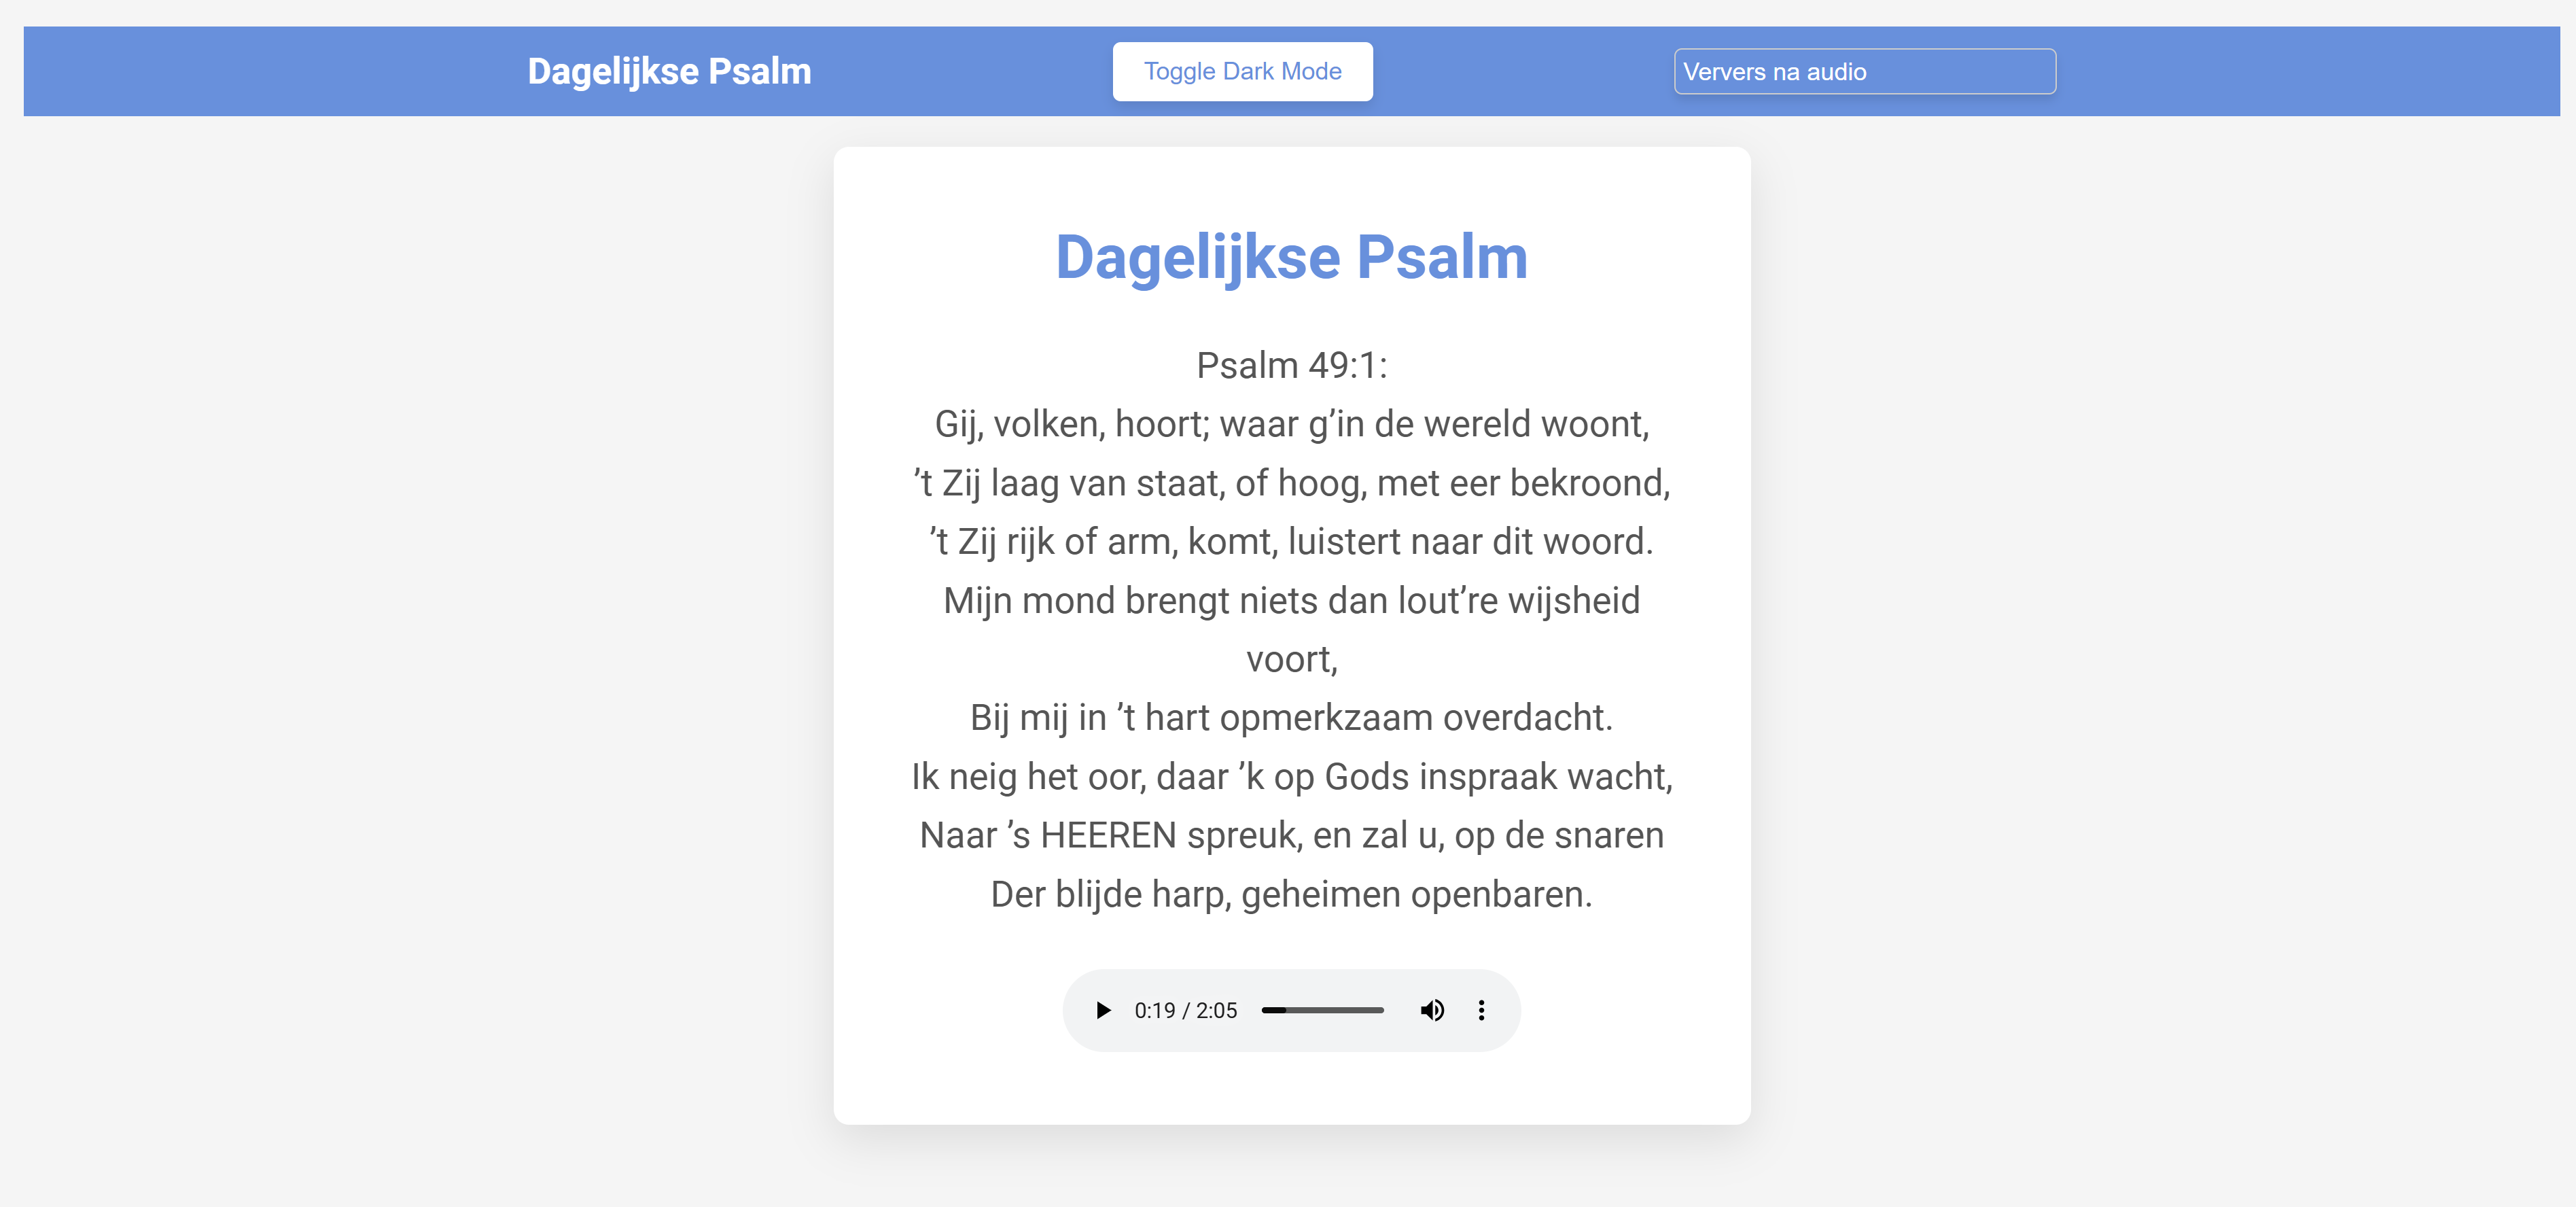 Dagelijkse Psalm
Toggle Dark Mode
Ververs na audio
Dagelijkse Psalm
Psalm 49:1:
Gij, volken, hoort; waar g’in de wereld woont,
’t Zij laag van staat, of hoog, met eer bekroond,
’t Zij rijk of arm, komt, luistert naar dit woord.
Mijn mond brengt niets dan lout’re wijsheid
voort,
Bij mij in ’t hart opmerkzaam overdacht.
Ik neig het oor, daar ’k op Gods inspraak wacht,
Naar ’s HEEREN spreuk, en zal u, op de snaren
Der blijde harp, geheimen openbaren.
0:19 / 2:05